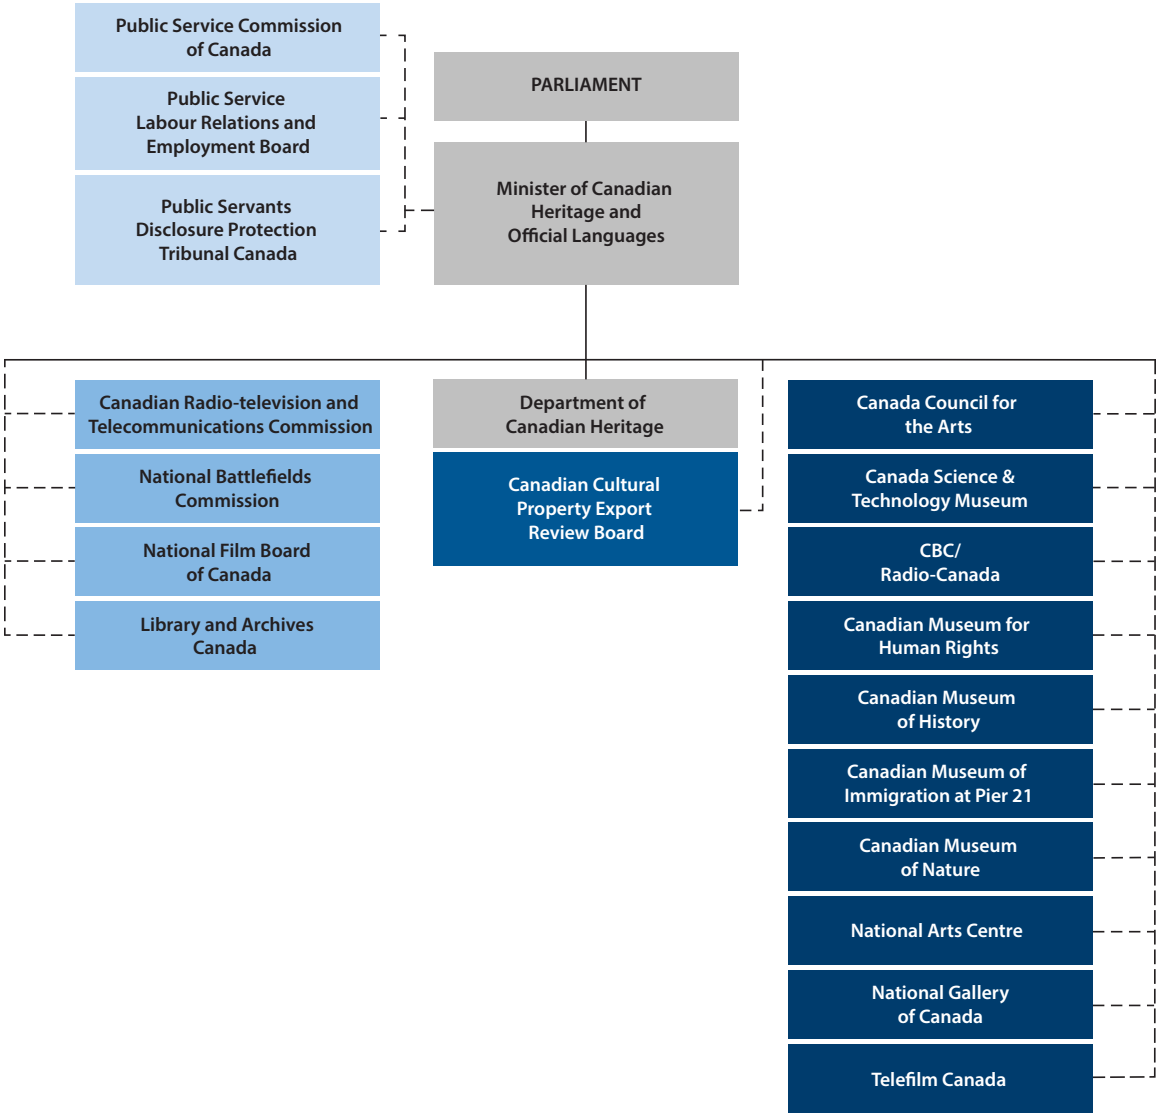 Public Service Commission
of Canada
Public Service
Labour Relations and
Employment Board
Public Servants
Disclosure Protection
Tribunal Canada
PARLIAMENT
Minister of Canadian
Heritage and
Official Languages
Canadian Radio-television and
Telecommunications Commission
National Battlefields
Commission
National Film Board
of Canada
Library and Archives
Canada
Department of
Canadian Heritage
Canadian Cultural
Property Export
Review Board
Canada Council for
the Arts
Canada Science &
Technology Museum
CBC/
Radio-Canada
Canadian Museum for
Human Rights
Canadian Museum
of History
Canadian Museum of
Immigration at Pier 21
Canadian Museum
of Nature
National Arts Centre
National Gallery
of Canada
Telefilm Canada